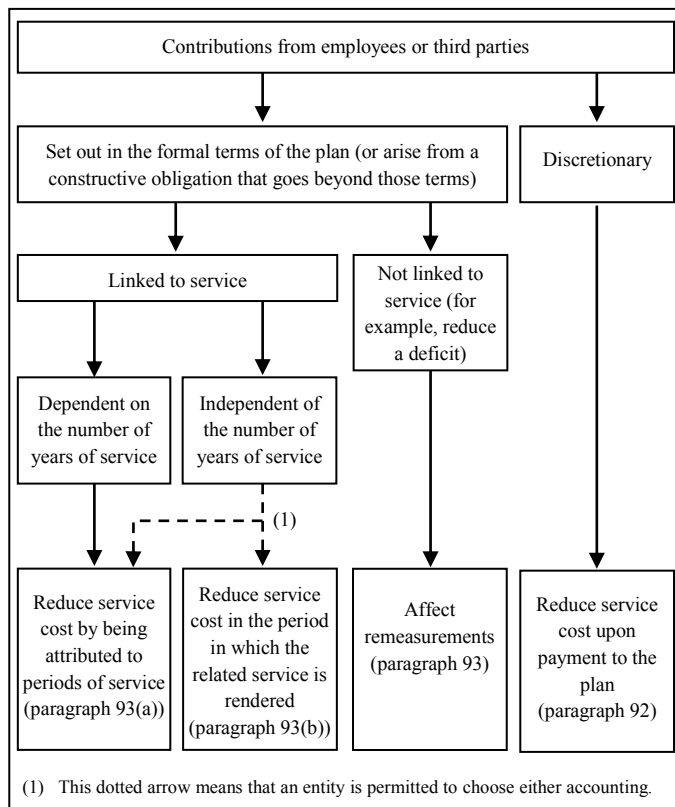 Contributions from employees or third parties
Set out in the formal terms of the plan (or arise from a
constructive obligation that goes beyond those terms)
Discretionary
Linked to service
Not linked to
service (for
example, reduce
a deficit)
Dependent on
the number of
years of service
Independent of
the number of
years of service
(1)
Reduce service
cost by being
attributed to
periods of service
(paragraph 93(a))
Reduce service
cost in the period
in which the
related service is
rendered
(paragraph 93(b))
Affect
remeasurements
(paragraph 93)
Reduce service
cost upon
payment to the
plan
(paragraph 92)
(1) This dotted arrow means that an entity is permitted to choose either accounting.